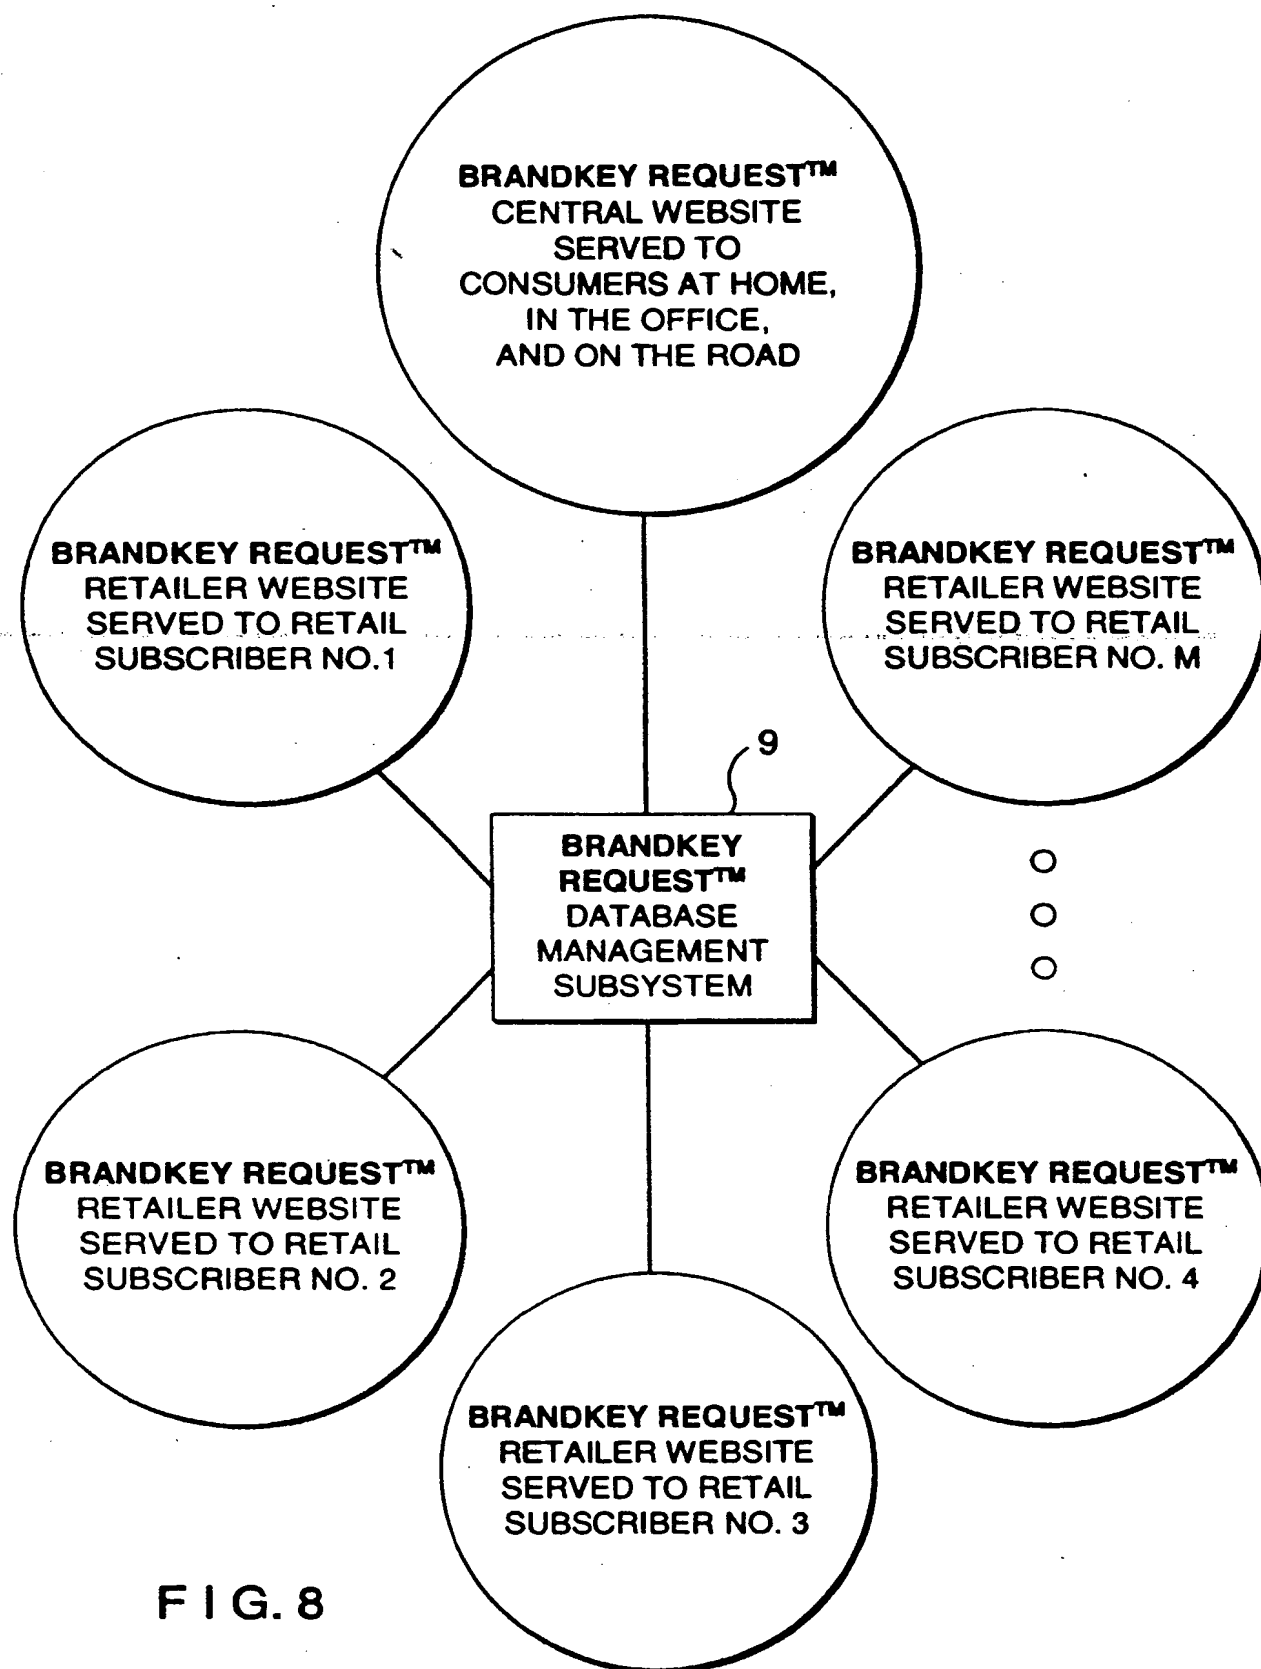 BRANDKEY REQUEST™
CENTRAL WEBSITE
SERVED TO
CONSUMERS AT HOME,
IN THE OFFICE,
AND ON THE ROAD
BRANDKEY REQUEST™
RETAILER WEBSITE
SERVED TO RETAIL
SUBSCRIBER NO.1
BRANDKEY REQUEST™
RETAILER WEBSITE
SERVED TO RETAIL
SUBSCRIBER NO. M
9
BRANDKEY
REQUEST™
DATABASE
MANAGEMENT
SUBSYSTEM
BRANDKEY REQUEST™
RETAILER WEBSITE
SERVED TO RETAIL
SUBSCRIBER NO. 2
BRANDKEY REQUEST™
RETAILER WEBSITE
SERVED TO RETAIL
SUBSCRIBER NO. 4
BRANDKEY REQUEST™
RETAILER WEBSITE
SERVED TO RETAIL
SUBSCRIBER NO. 3
FIG. 8